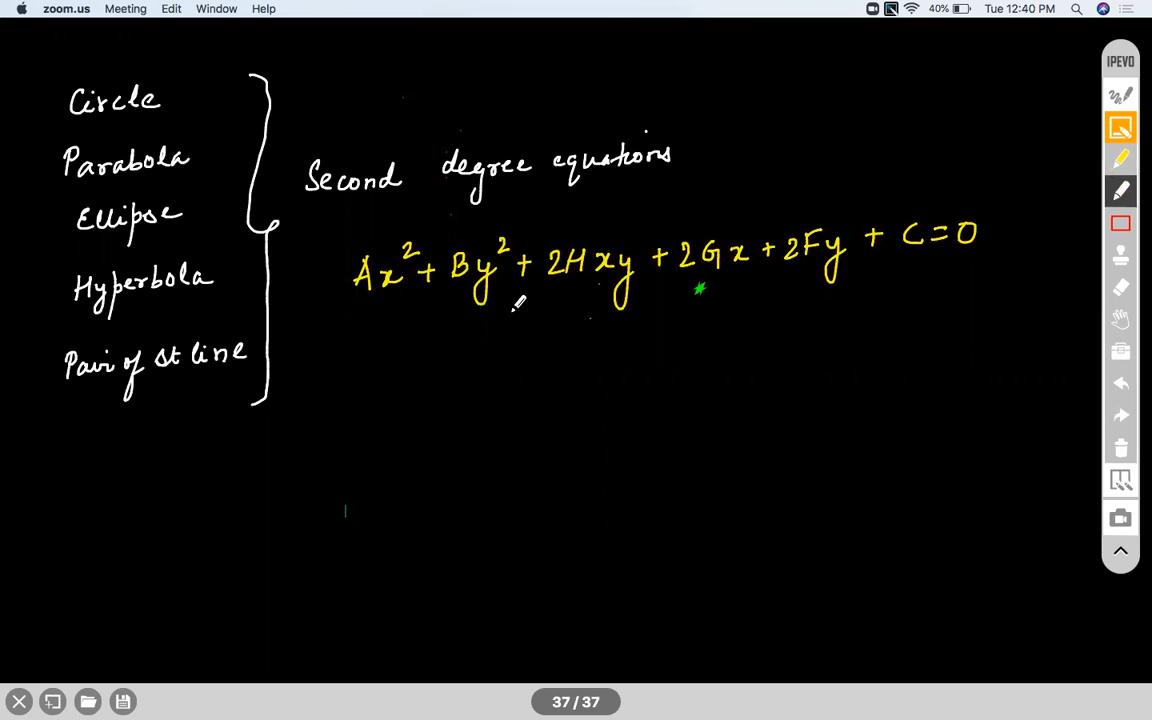 zoom.us Meeting Edit Window Help 40% Tue 12:40 PM
IPEVO
Circle
Parabola
Ellipse
Hyperbola
Pair of st line
Second degree equations
Ax² + By² + 2Hxy + 2Gx + 2Fy + C = 0
37 / 37